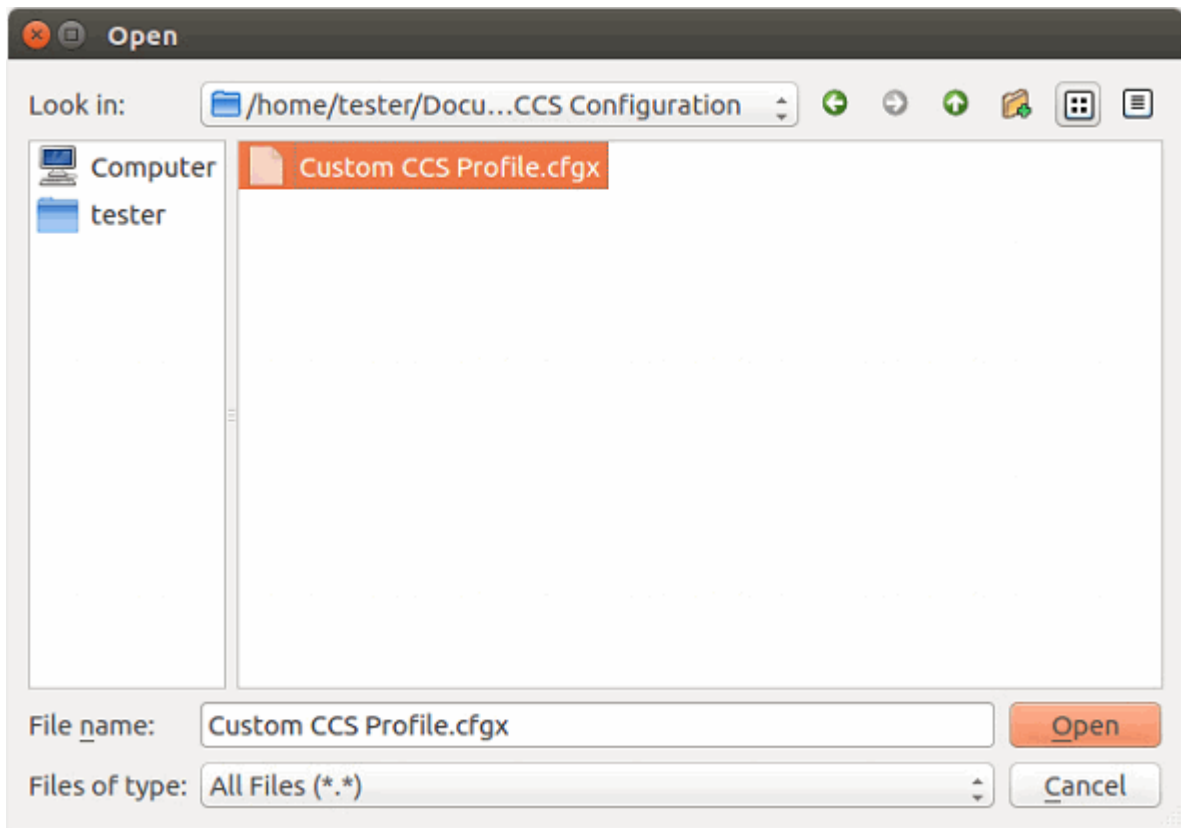 Open
Look in: /home/tester/Docu...CCS Configuration
Computer
tester
Custom CCS Profile.cfgx
File name: Custom CCS Profile.cfgx Open
Files of type: All Files (*.*) Cancel